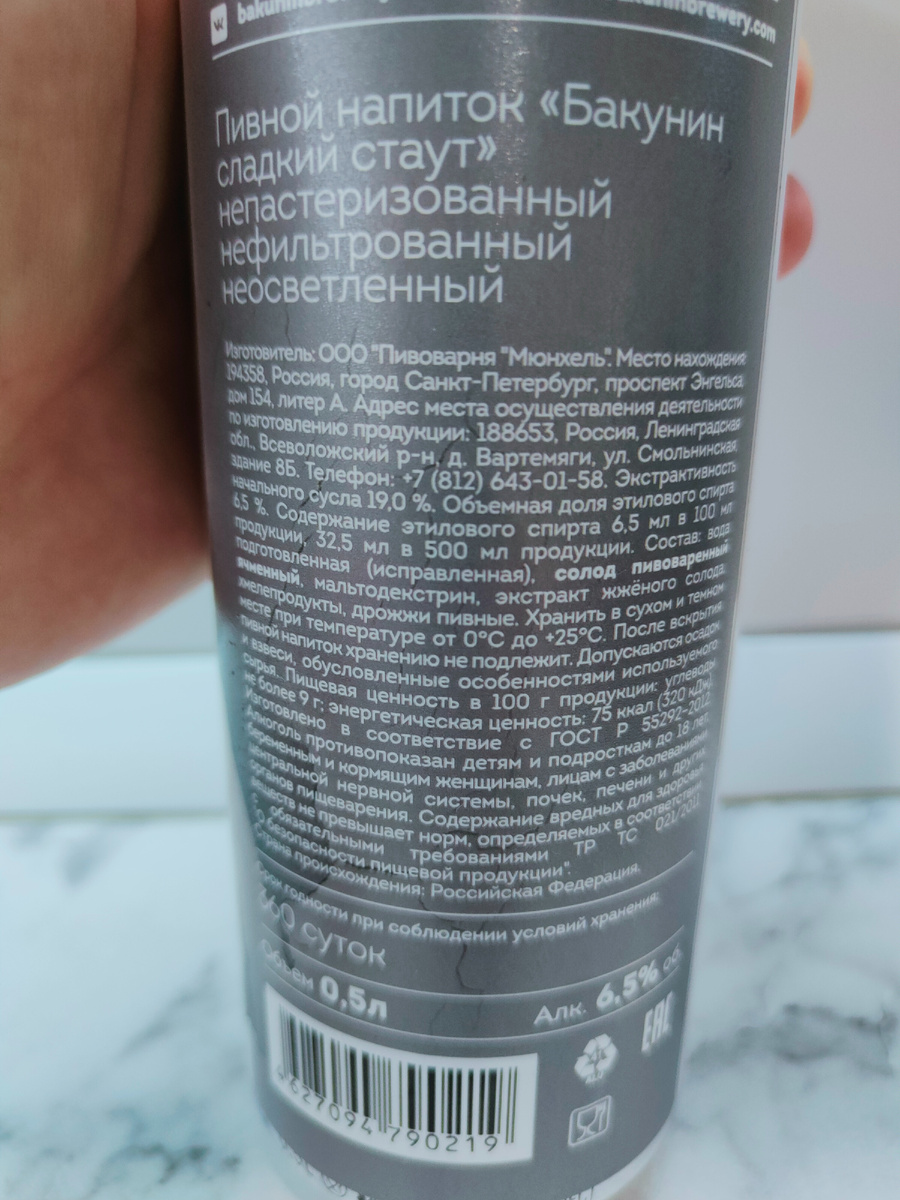 Пивной напиток «Бакунин
сладкий стаут»
непастеризованный
нефильтрованный
неосветленный
Изготовитель: ООО "Пивоварня "Мюнхель". Место нахождения:
194358, Россия, город Санкт-Петербург, проспект Энгельса,
дом 154, литер А. Адрес места осуществления деятельности
по изготовлению продукции: 188653, Россия, Ленинградская
обл., Всеволожский р-н, д. Вартемяги, ул. Смольнинская,
здание 8Б. Телефон: +7 (812) 643-01-58. Экстрактивность
начального сусла 19,0 %. Объемная доля этилового спирта
6,5 %. Содержание этилового спирта 6,5 мл в 100 мл
продукции, 32,5 мл в 500 мл продукции. Состав: вода
подготовленная (исправленная), солод пивоваренный
ячменный, мальтодекстрин, экстракт жжёного солода,
хмелепродукты, дрожжи пивные. Хранить в сухом и темном
месте при температуре от 0°C до +25°C. После вскрытия
пивной напиток хранению не подлежит. Допускаются осадок
и взвеси, обусловленные особенностями используемого
сырья. Пищевая ценность в 100 г продукции: углеводы
не более 9 г; энергетическая ценность: 75 ккал (320 кДж).
Изготовлено в соответствие с ГОСТ Р 55292-2012.
Алкоголь противопоказан детям и подросткам до 18 лет,
беременным и кормящим женщинам, лицам с заболеваниями
центральной нервной системы, почек, печени и других
органов пищеварения. Содержание вредных для здоровья
веществ не превышает норм, определяемых в соответствии
с обязательными требованиями ТР ТС 021/2011
"О безопасности пищевой продукции".
Страна происхождения: Российская Федерация.
Срок годности при соблюдении условий хранения:
360 суток
Объем 0,5л Алк. 6,5% об.
EAC
ALU
627094 790219